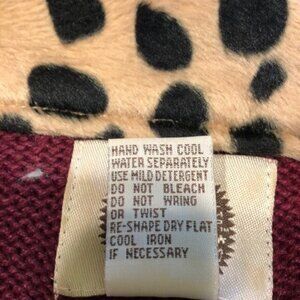 HAND WASH COOL
WATER SEPARATELY
USE MILD DETERGENT
DO NOT BLEACH
DO NOT WRING
OR TWIST
RE-SHAPE DRY FLAT
COOL IRON
IF NECESSARY